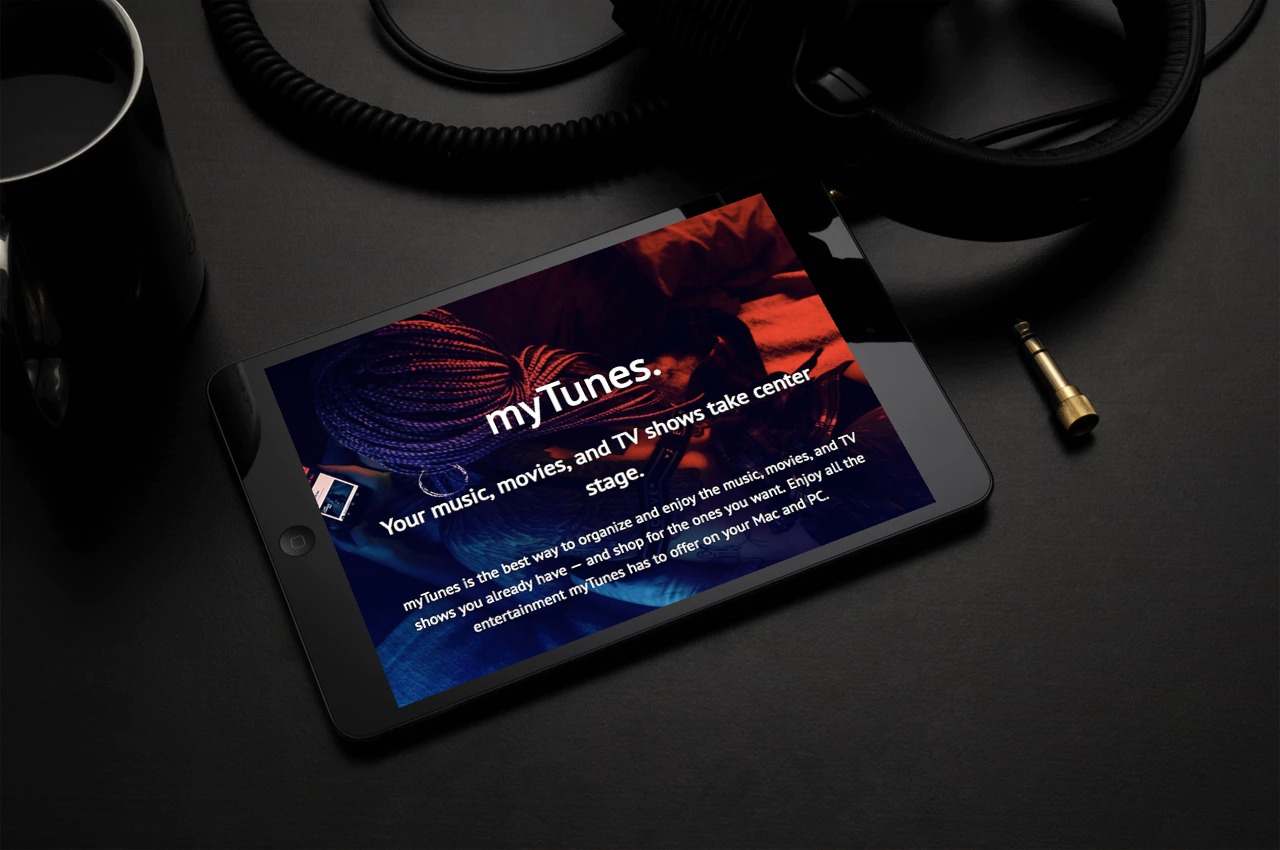 myTunes.
Your music, movies, and TV shows take center
stage.
myTunes is the best way to organize and enjoy the music, movies, and TV
shows you already have — and shop for the ones you want. Enjoy all the
entertainment myTunes has to offer on your Mac and PC.